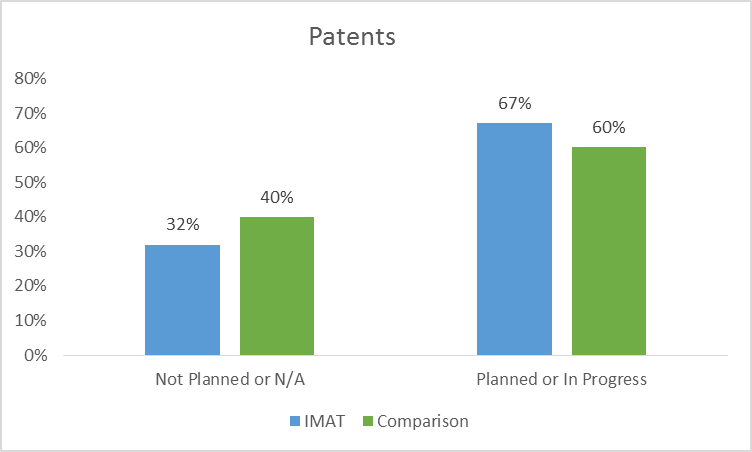 Patents
80%
70%
60%
50%
40%
30%
20%
10%
0%
32%
40%
67%
60%
Not Planned or N/A
Planned or In Progress
IMAT
Comparison